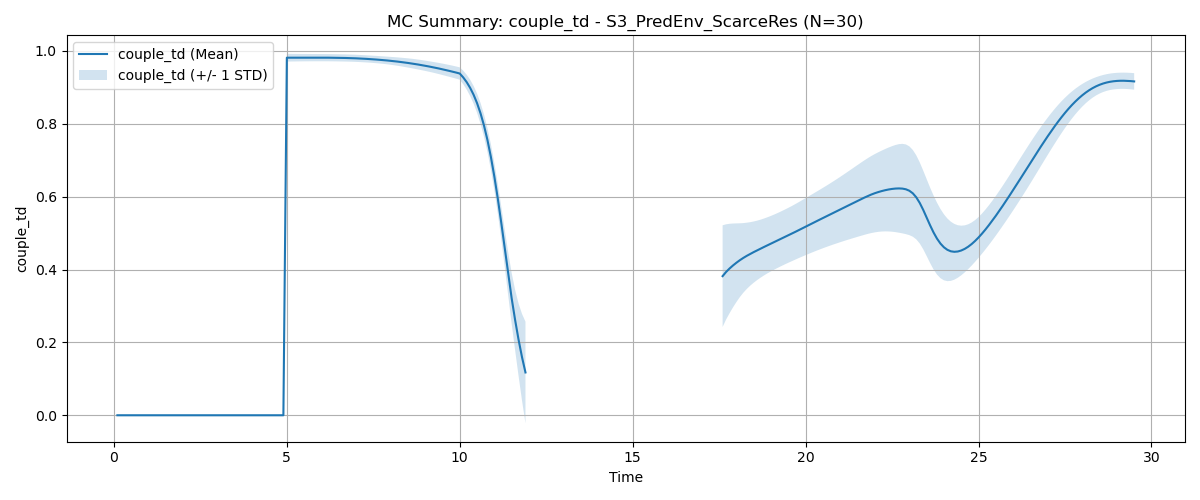 MC Summary: couple_td - S3_PredEnv_ScarceRes (N=30)
couple_td (Mean)
couple_td (+/- 1 STD)
couple_td
1.0
0.8
0.6
0.4
0.2
0.0
0 5 10 15 20 25 30
Time